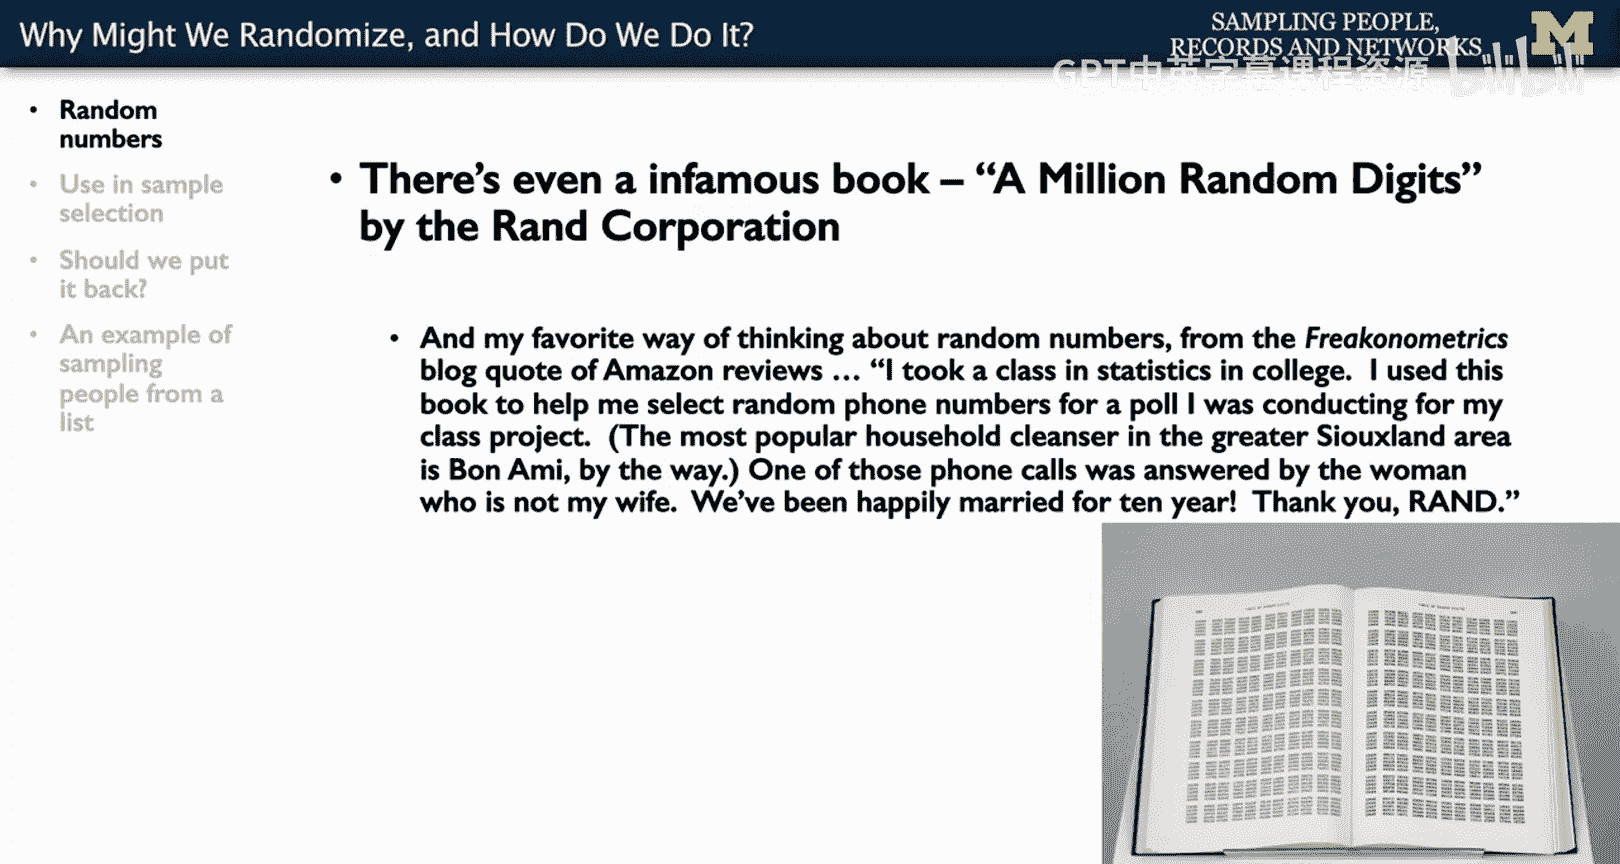 Why Might We Randomize, and How Do We Do It?
SAMPLING PEOPLE,
RECORDS AND NETWORKS
M
GPT中英字幕课程资源
bilibili
• Random
numbers
• Use in sample
selection
• Should we put
it back?
• An example of
sampling
people from a
list
• There’s even a infamous book – “A Million Random Digits”
by the Rand Corporation
• And my favorite way of thinking about random numbers, from the Freakonometrics
blog quote of Amazon reviews … “I took a class in statistics in college.  I used this
book to help me select random phone numbers for a poll I was conducting for my
class project.  (The most popular household cleanser in the greater Siouxland area
is Bon Ami, by the way.) One of those phone calls was answered by the woman
who is not my wife.  We’ve been happily married for ten year!  Thank you, RAND.”